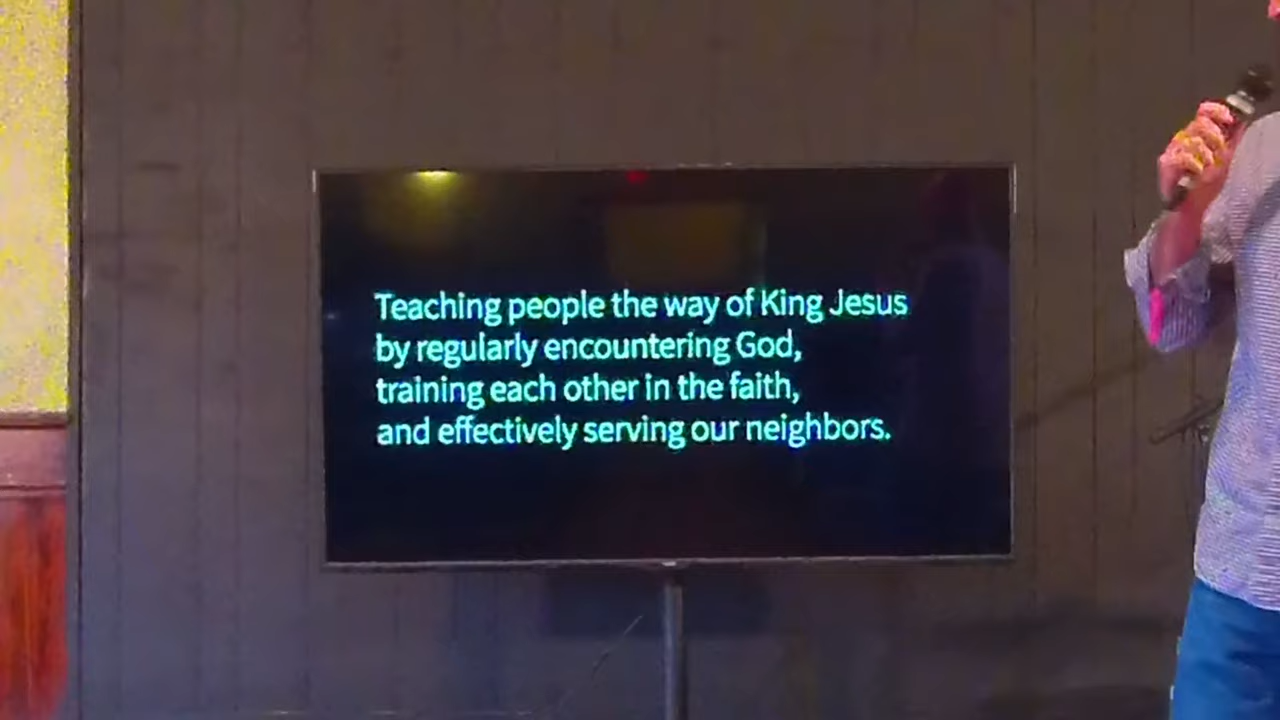 Teaching people the way of King Jesus
by regularly encountering God,
training each other in the faith,
and effectively serving our neighbors.